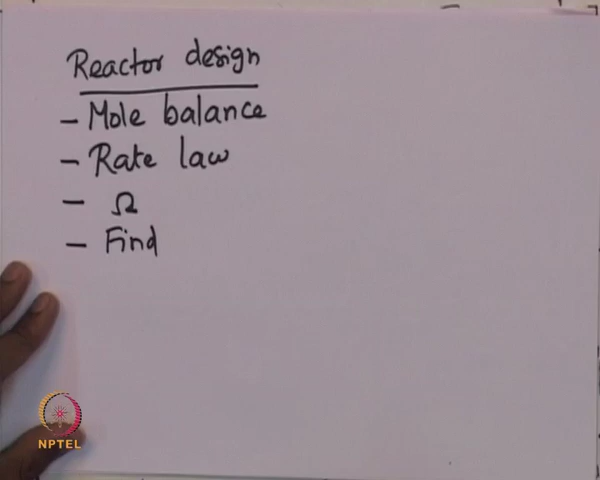 Reactor design
- Mole balance
- Rate law
- Ω
- Find
NPTEL